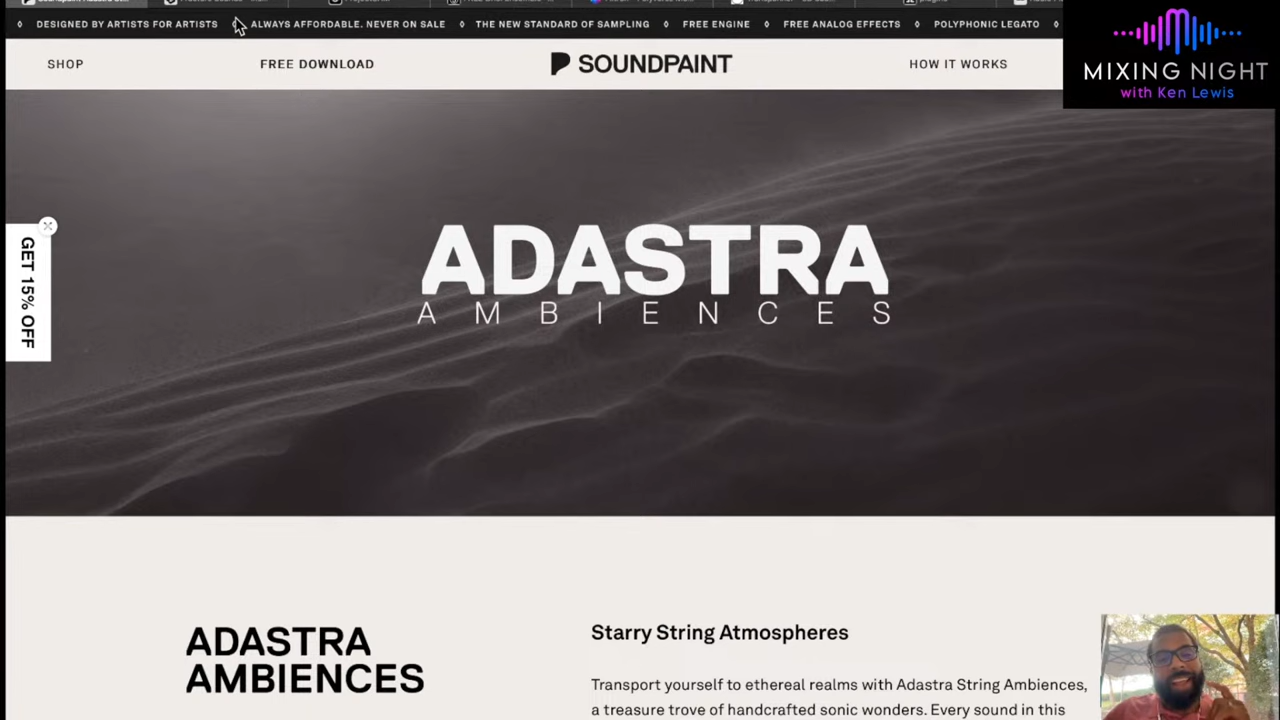 DESIGNED BY ARTISTS FOR ARTISTS ◊ ALWAYS AFFORDABLE. NEVER ON SALE ◊ THE NEW STANDARD OF SAMPLING ◊ FREE ENGINE ◊ FREE ANALOG EFFECTS ◊ POLYPHONIC LEGATO
SHOP
FREE DOWNLOAD
SOUNDPAINT
HOW IT WORKS
MIXING NIGHT
with Ken Lewis
ADASTRA
AMBIENCES
GET 15% OFF
ADASTRA
AMBIENCES
Starry String Atmospheres
Transport yourself to ethereal realms with Adastra String Ambiences,
a treasure trove of handcrafted sonic wonders. Every sound in this